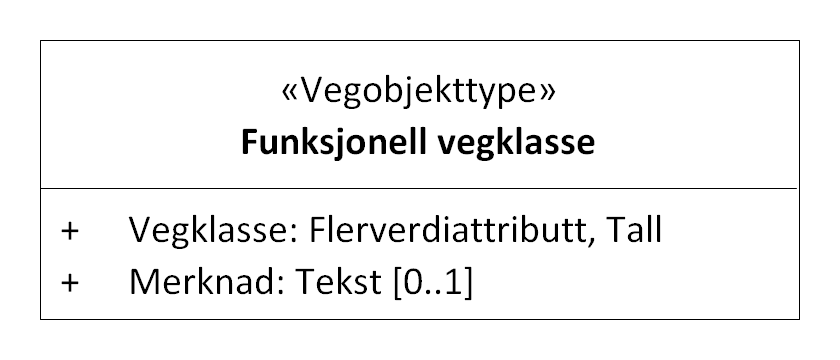 «Vegobjekttype»
Funksjonell vegklasse
+ Vegklasse: Flerverdiattributt, Tall
+ Merknad: Tekst [0..1]